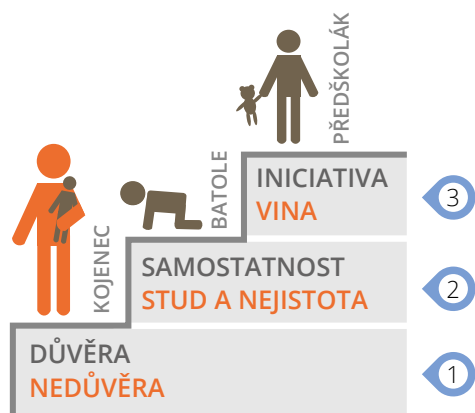 PŘEDŠKOLÁK
INICIATIVA
VINA
3
BATOLE
SAMOSTATNOST
STUD A NEJISTOTA
2
KOJENEC
DŮVĚRA
NEDŮVĚRA
1